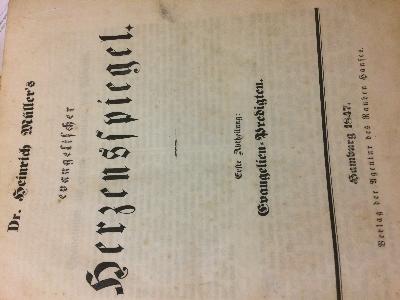 Dr. Heinrich Müller's
evangelischer
Herzensspiegel.
Erste Abtheilung:
Evangelien-Predigten.
Hamburg 1847.
Verlag der Agentur des Rauhen Hauses.